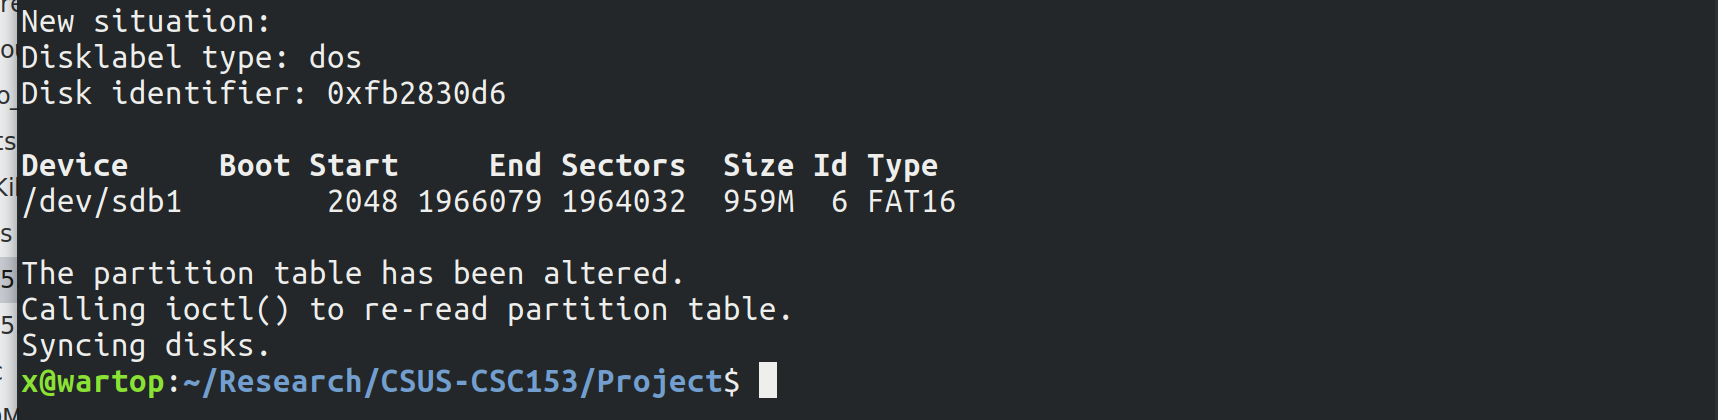 New situation:
Disklabel type: dos
Disk identifier: 0xfb2830d6
Device     Boot Start     End Sectors  Size Id Type
/dev/sdb1        2048 1966079 1964032  959M  6 FAT16
The partition table has been altered.
Calling ioctl() to re-read partition table.
Syncing disks.
x@wartop:~/Research/CSUS-CSC153/Project$